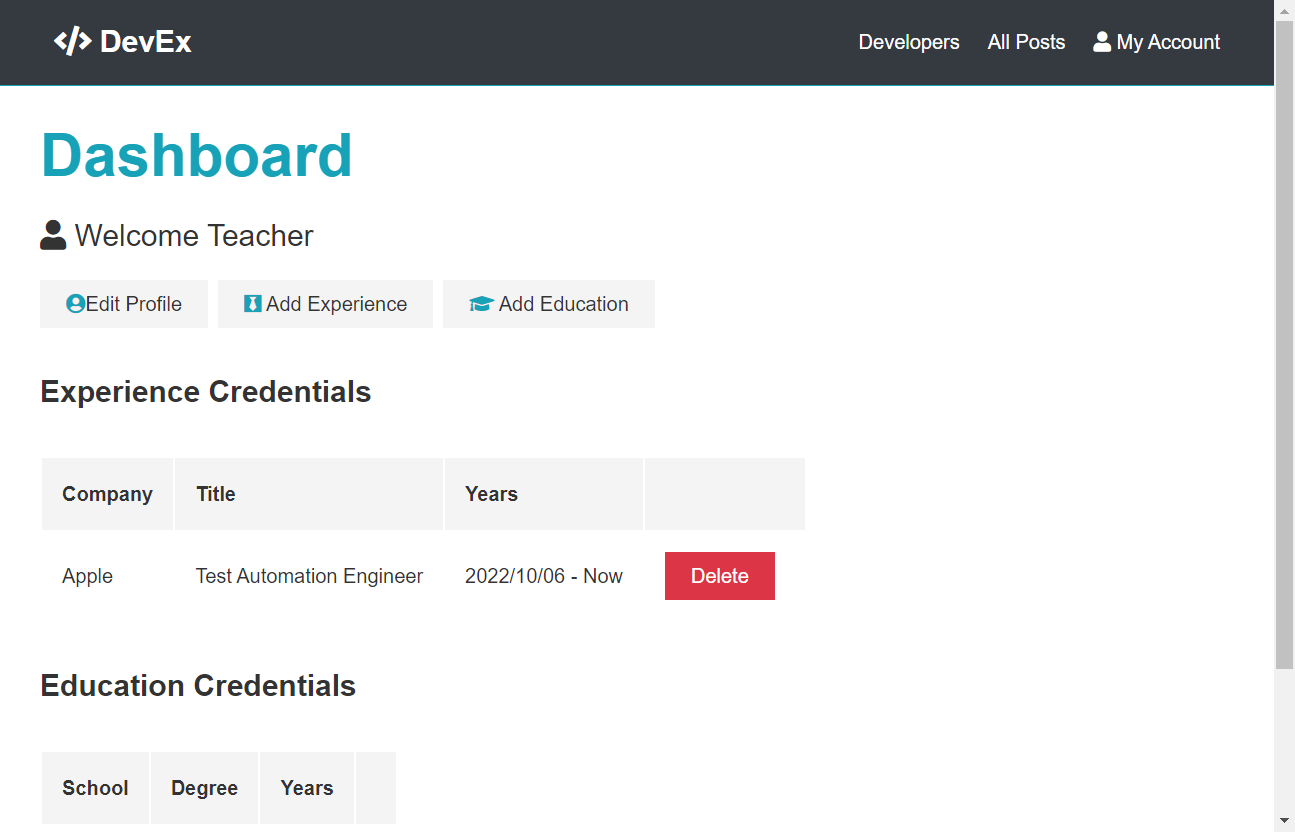 DevEx Developers All Posts My Account
Dashboard
Welcome Teacher
Edit Profile Add Experience Add Education
Experience Credentials
Company Title Years
Apple Test Automation Engineer 2022/10/06 - Now Delete
Education Credentials
School Degree Years